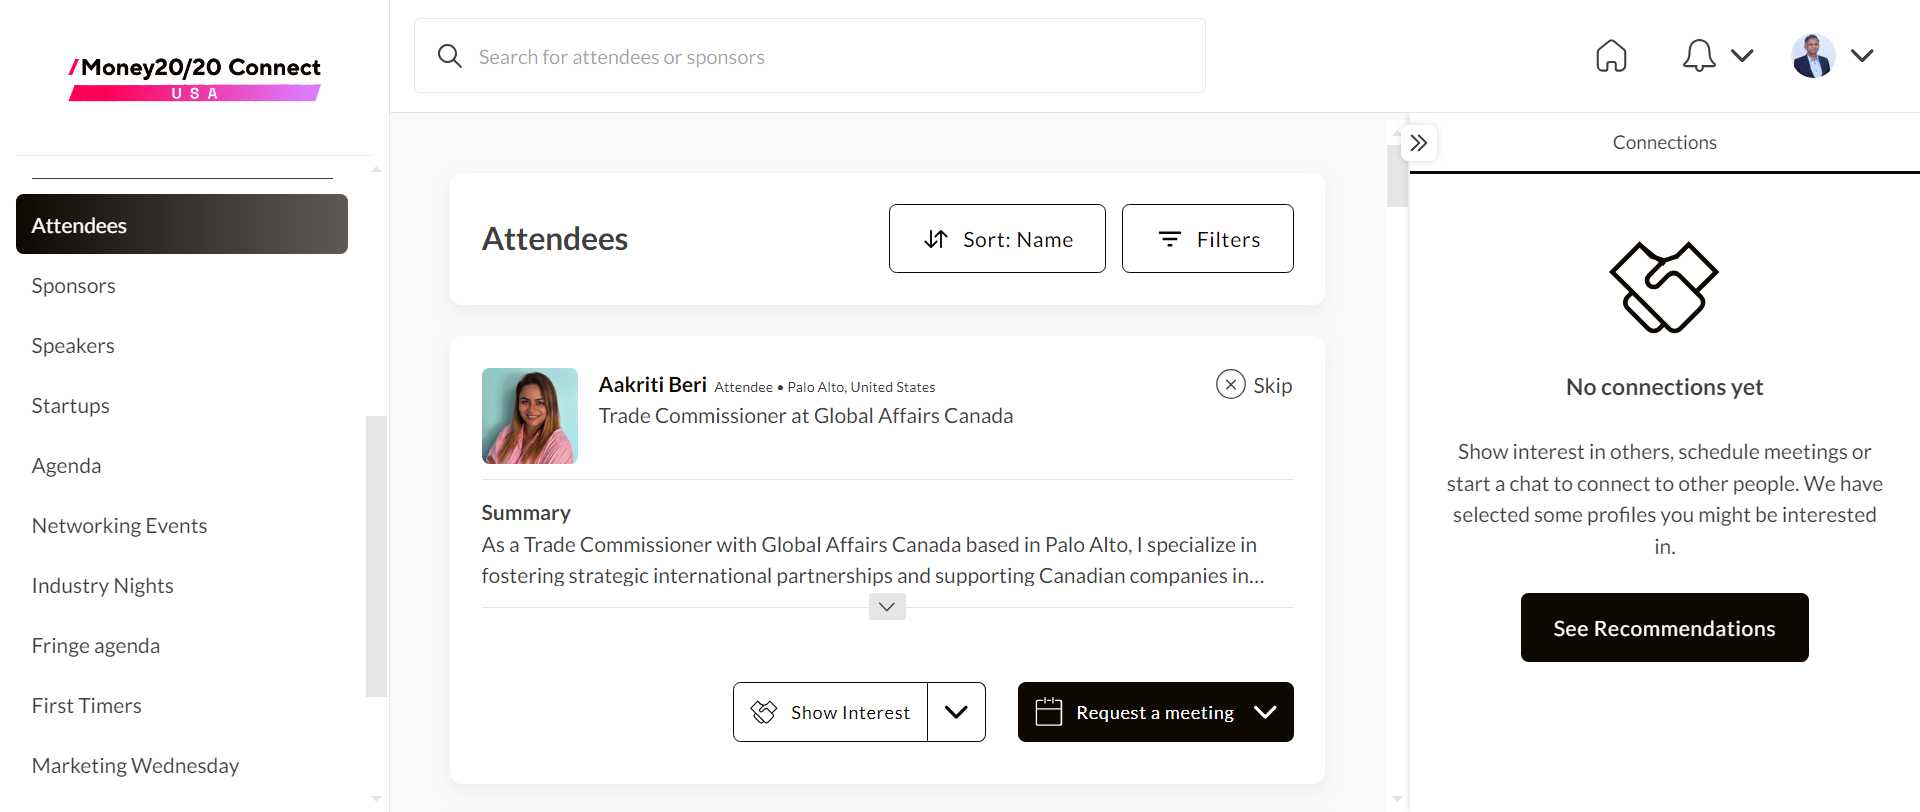 /Money20/20 Connect
USA
Search for attendees or sponsors
Attendees
Sponsors
Speakers
Startups
Agenda
Networking Events
Industry Nights
Fringe agenda
First Timers
Marketing Wednesday
Attendees
Sort: Name
Filters
Aakriti Beri Attendee • Palo Alto, United States
Trade Commissioner at Global Affairs Canada
Skip
Summary
As a Trade Commissioner with Global Affairs Canada based in Palo Alto, I specialize in
fostering strategic international partnerships and supporting Canadian companies in...
Show Interest
Request a meeting
Connections
No connections yet
Show interest in others, schedule meetings or
start a chat to connect to other people. We have
selected some profiles you might be interested
in.
See Recommendations